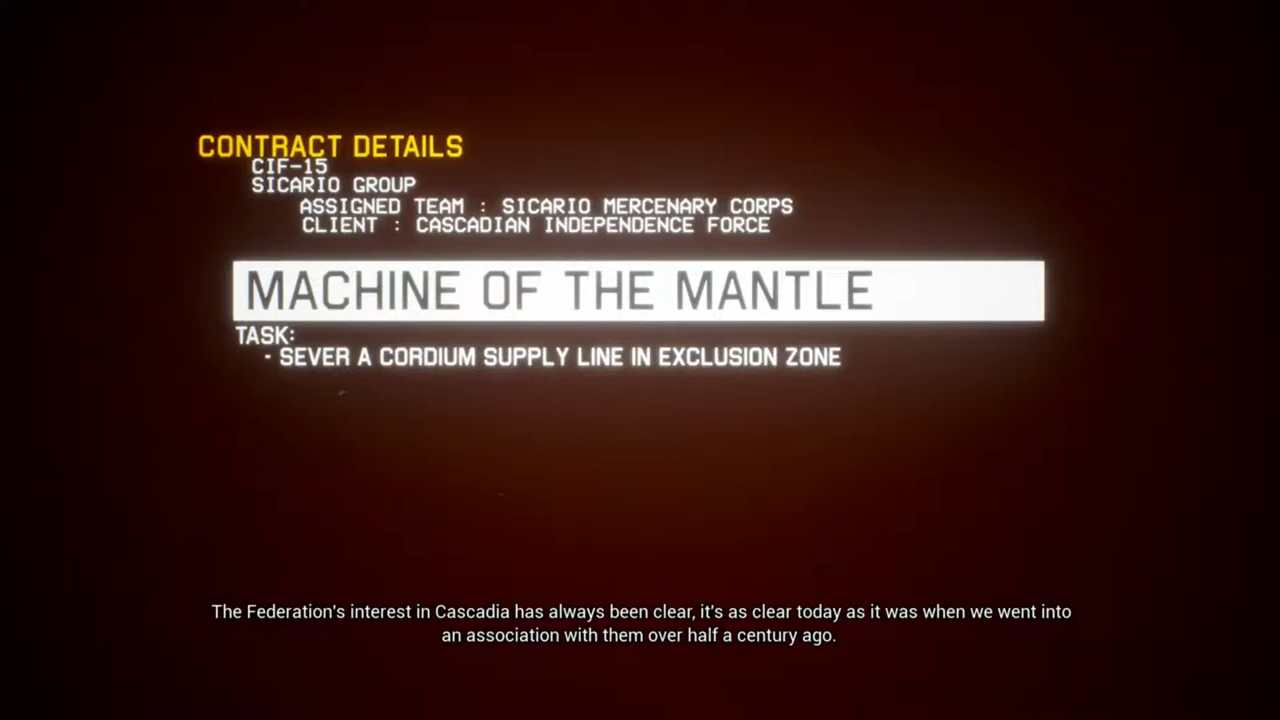 CONTRACT DETAILS
CIF-15
SICARIO GROUP
ASSIGNED TEAM : SICARIO MERCENARY CORPS
CLIENT : CASCADIAN INDEPENDENCE FORCE
MACHINE OF THE MANTLE
TASK:
- SEVER A CORDIUM SUPPLY LINE IN EXCLUSION ZONE
The Federation's interest in Cascadia has always been clear, it's as clear today as it was when we went into
an association with them over half a century ago.